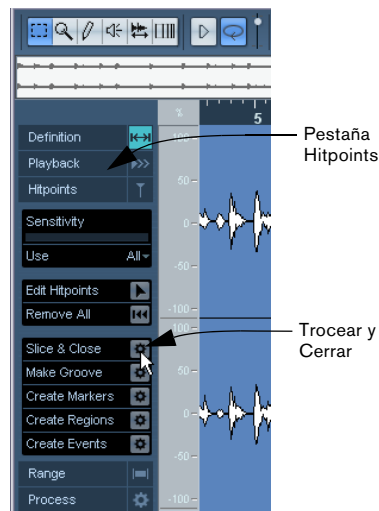 %
5
Definition
Playback
Hitpoints
Sensitivity
Use All
Edit Hitpoints
Remove All
Slice & Close
Make Groove
Create Markers
Create Regions
Create Events
Range
Process
-100
50
0
-50
-100
100
50
0
-50
-100
Pestaña
Hitpoints
Trocear y
Cerrar